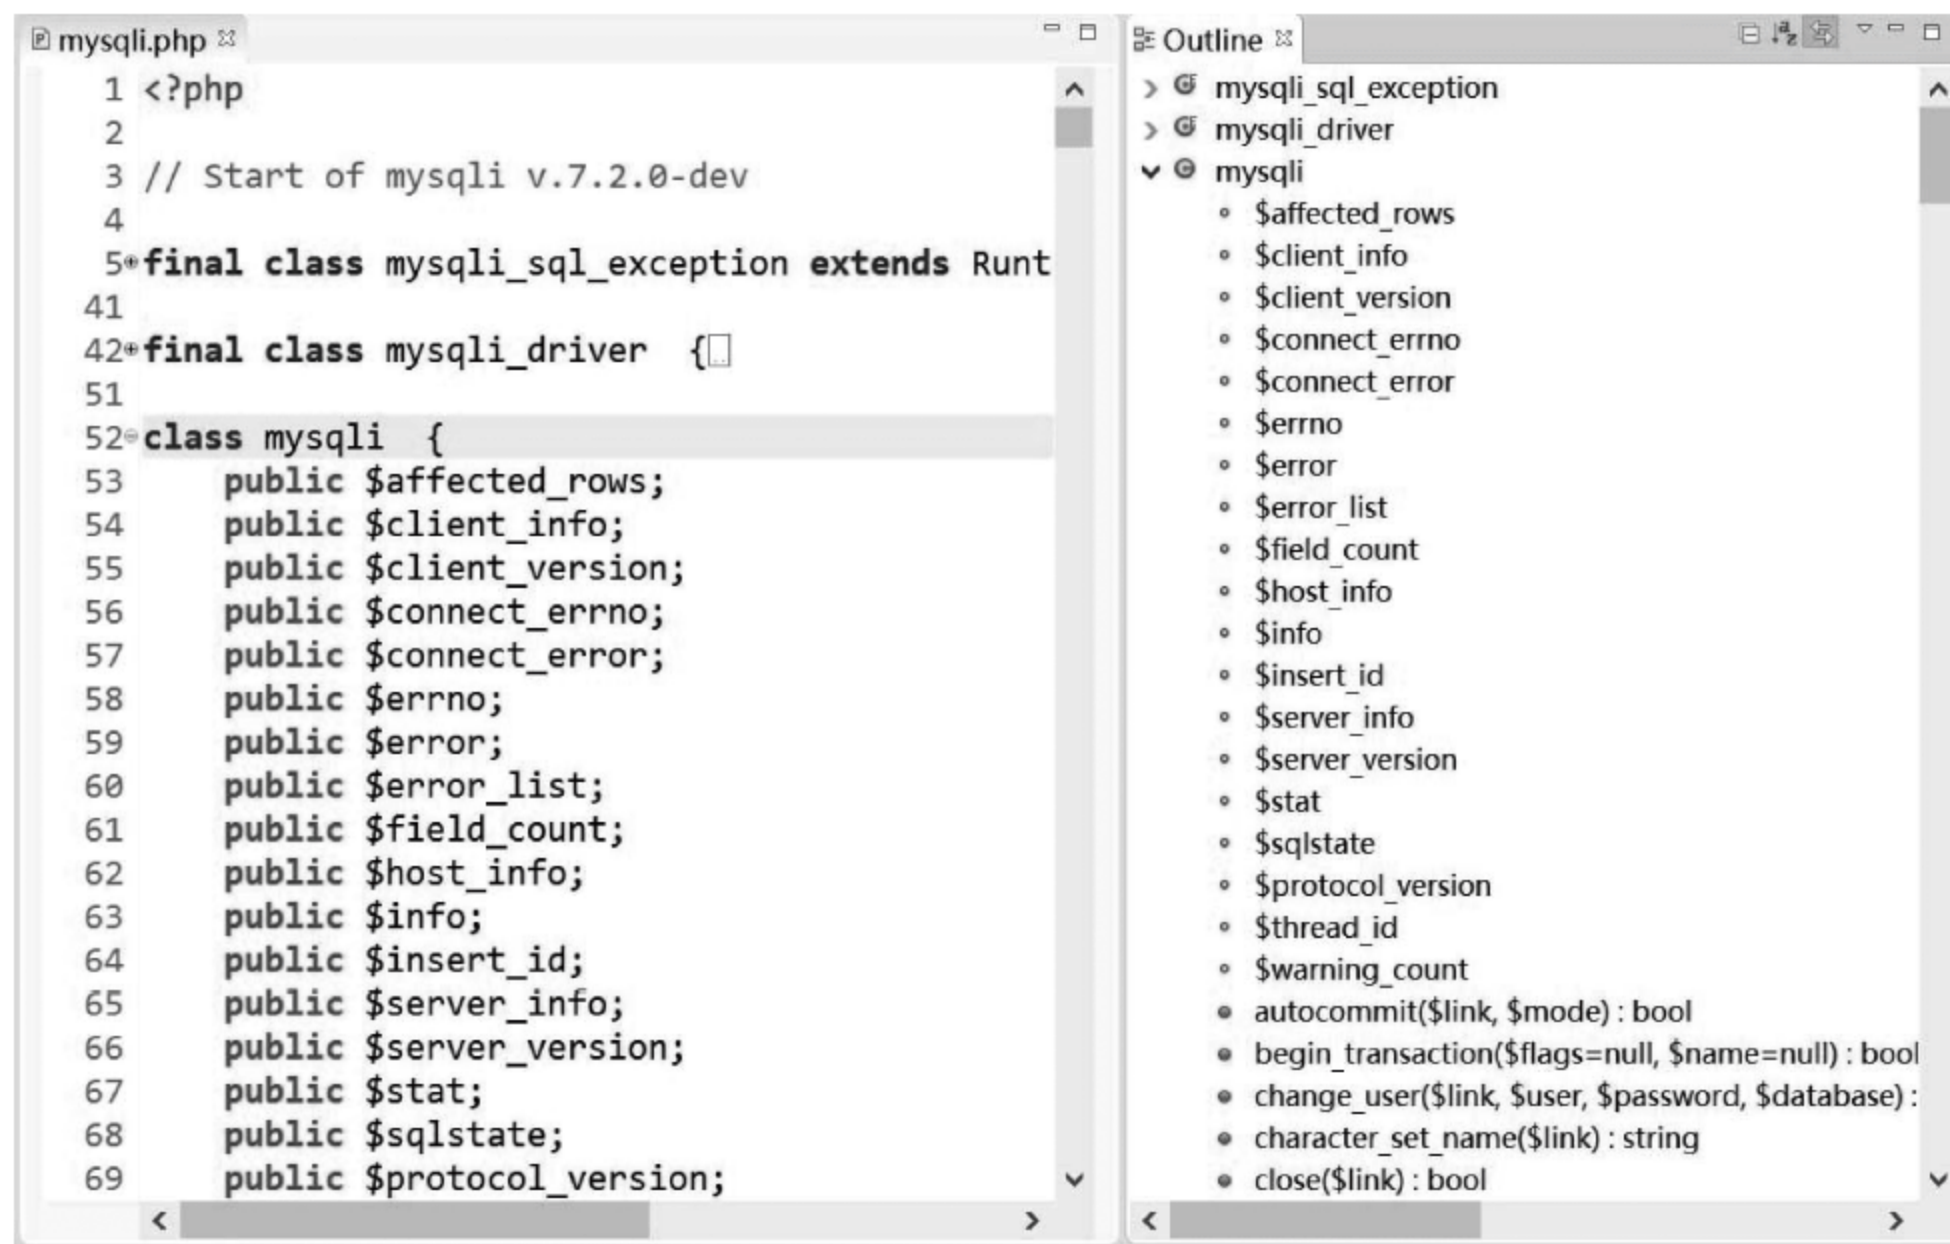 mysqli.php
1 <?php
2
3 // Start of mysqli v.7.2.0-dev
4
5 final class mysqli_sql_exception extends Runt
41
42 final class mysqli_driver  {
51
52 class mysqli  {
53     public $affected_rows;
54     public $client_info;
55     public $client_version;
56     public $connect_errno;
57     public $connect_error;
58     public $errno;
59     public $error;
60     public $error_list;
61     public $field_count;
62     public $host_info;
63     public $info;
64     public $insert_id;
65     public $server_info;
66     public $server_version;
67     public $stat;
68     public $sqlstate;
69     public $protocol_version;
Outline
mysqli_sql_exception
mysqli_driver
mysqli
$affected_rows
$client_info
$client_version
$connect_errno
$connect_error
$errno
$error
$error_list
$field_count
$host_info
$info
$insert_id
$server_info
$server_version
$stat
$sqlstate
$protocol_version
$thread_id
$warning_count
autocommit($link, $mode) : bool
begin_transaction($flags=null, $name=null) : bool
change_user($link, $user, $password, $database) :
character_set_name($link) : string
close($link) : bool